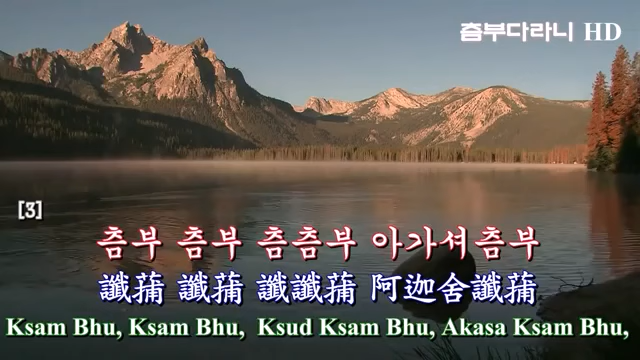 츰부다라니 HD
[3]
츰부 츰부 츰츰부 아가셔츰부
讖蒱 讖蒱 讖讖蒱 阿迦舍讖蒱
Ksam Bhu, Ksam Bhu, Ksud Ksam Bhu, Akasa Ksam Bhu,